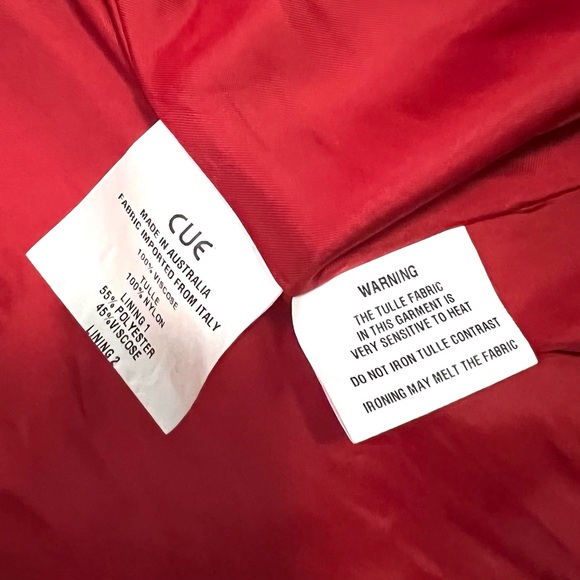 CUE
MADE IN AUSTRALIA
FABRIC IMPORTED FROM ITALY
100% VISCOSE
TULLE
100% NYLON
LINING 1
55% POLYESTER
45% VISCOSE
LINING 2
WARNING
THE TULLE FABRIC
IN THIS GARMENT IS
VERY SENSITIVE TO HEAT
DO NOT IRON TULLE CONTRAST
IRONING MAY MELT THE FABRIC